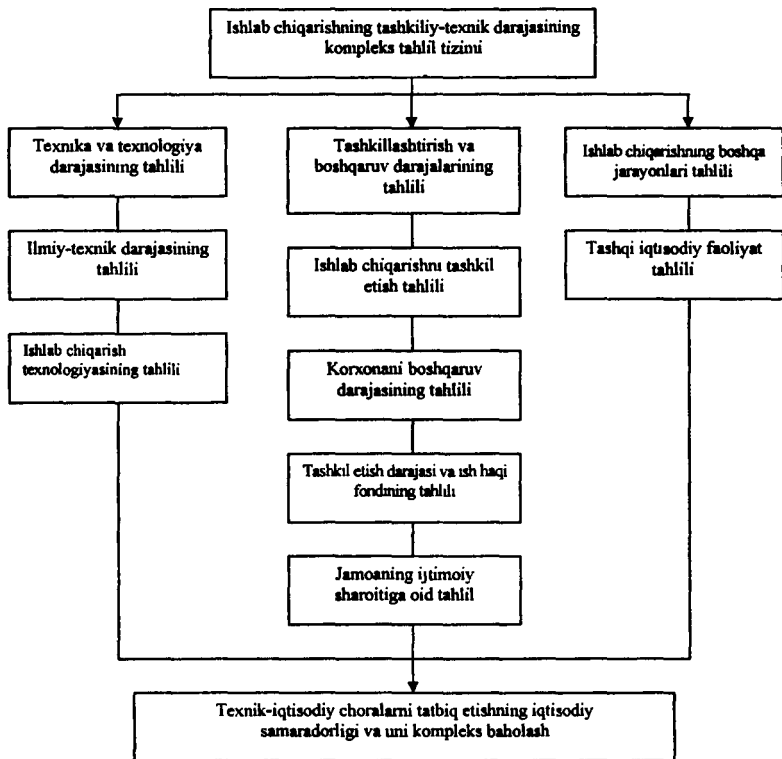 Ishlab chiqarishning tashkiliy-texnik darajasining
kompleks tahlil tizimi
Texnika va texnologiya
darajasining tahlili
Tashkillashtirish va
boshqaruv darajalarining
tahlili
Ishlab chiqarishning boshqa
jarayonlari tahlili
Ilmiy-texnik darajasining
tahlili
Ishlab chiqarishni tashkil
etish tahlili
Tashqi iqtisodiy faoliyat
tahlili
Ishlab chiqarish
texnologiyasining tahlili
Korxonani boshqaruv
darajasining tahlili
Tashkil etish darajasi va ish haqi
fondining tahlili
Jamoaning ijtimoiy
sharoitiga oid tahlil
Texnik-iqtisodiy choralarni tatbiq etishning iqtisodiy
samaradorligi va uni kompleks baholash